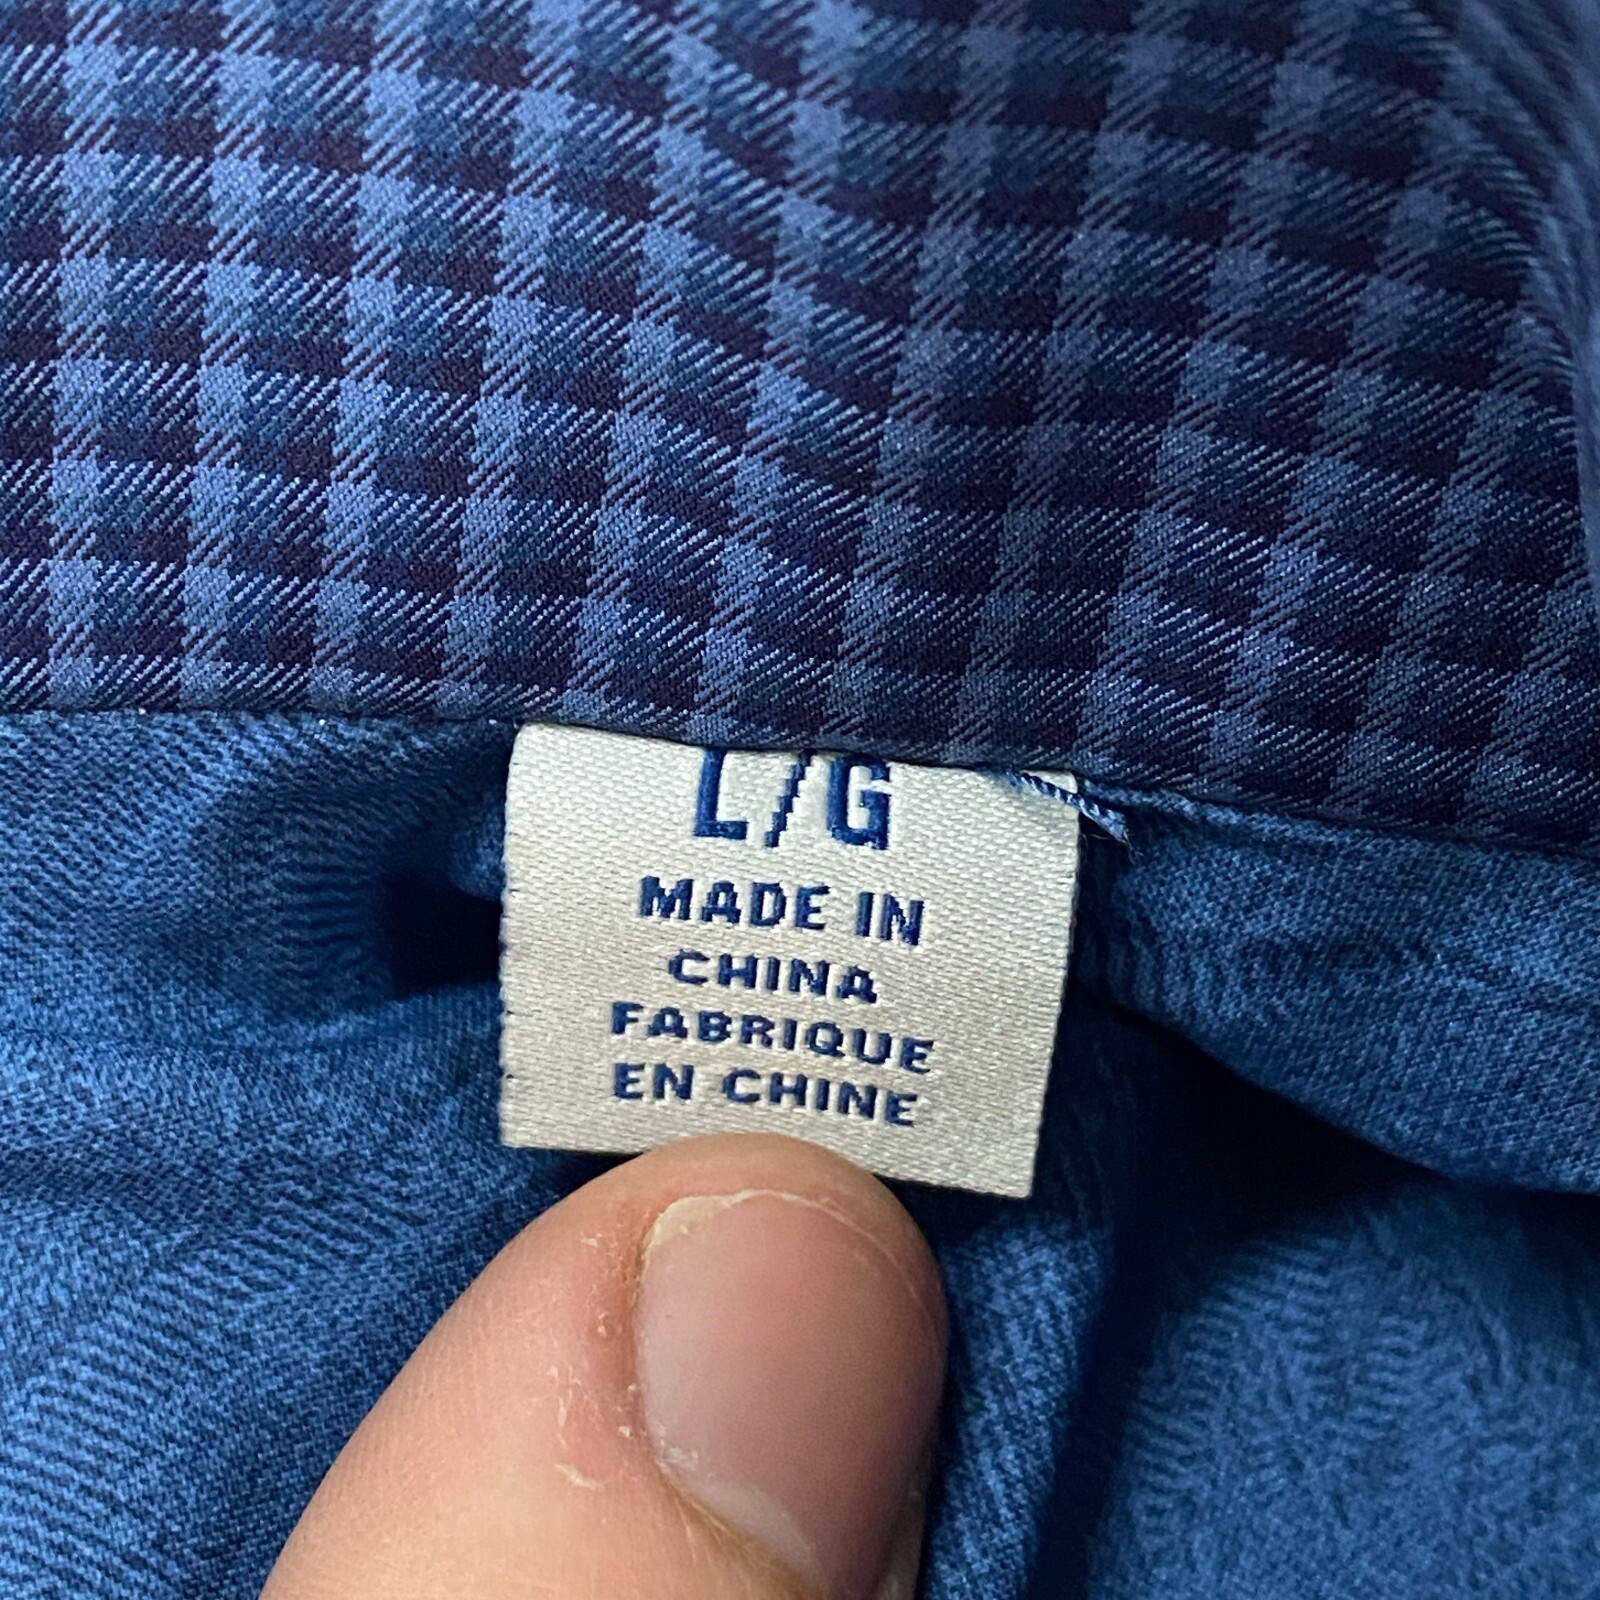 L/G
MADE IN
CHINA
FABRIQUE
EN CHINE